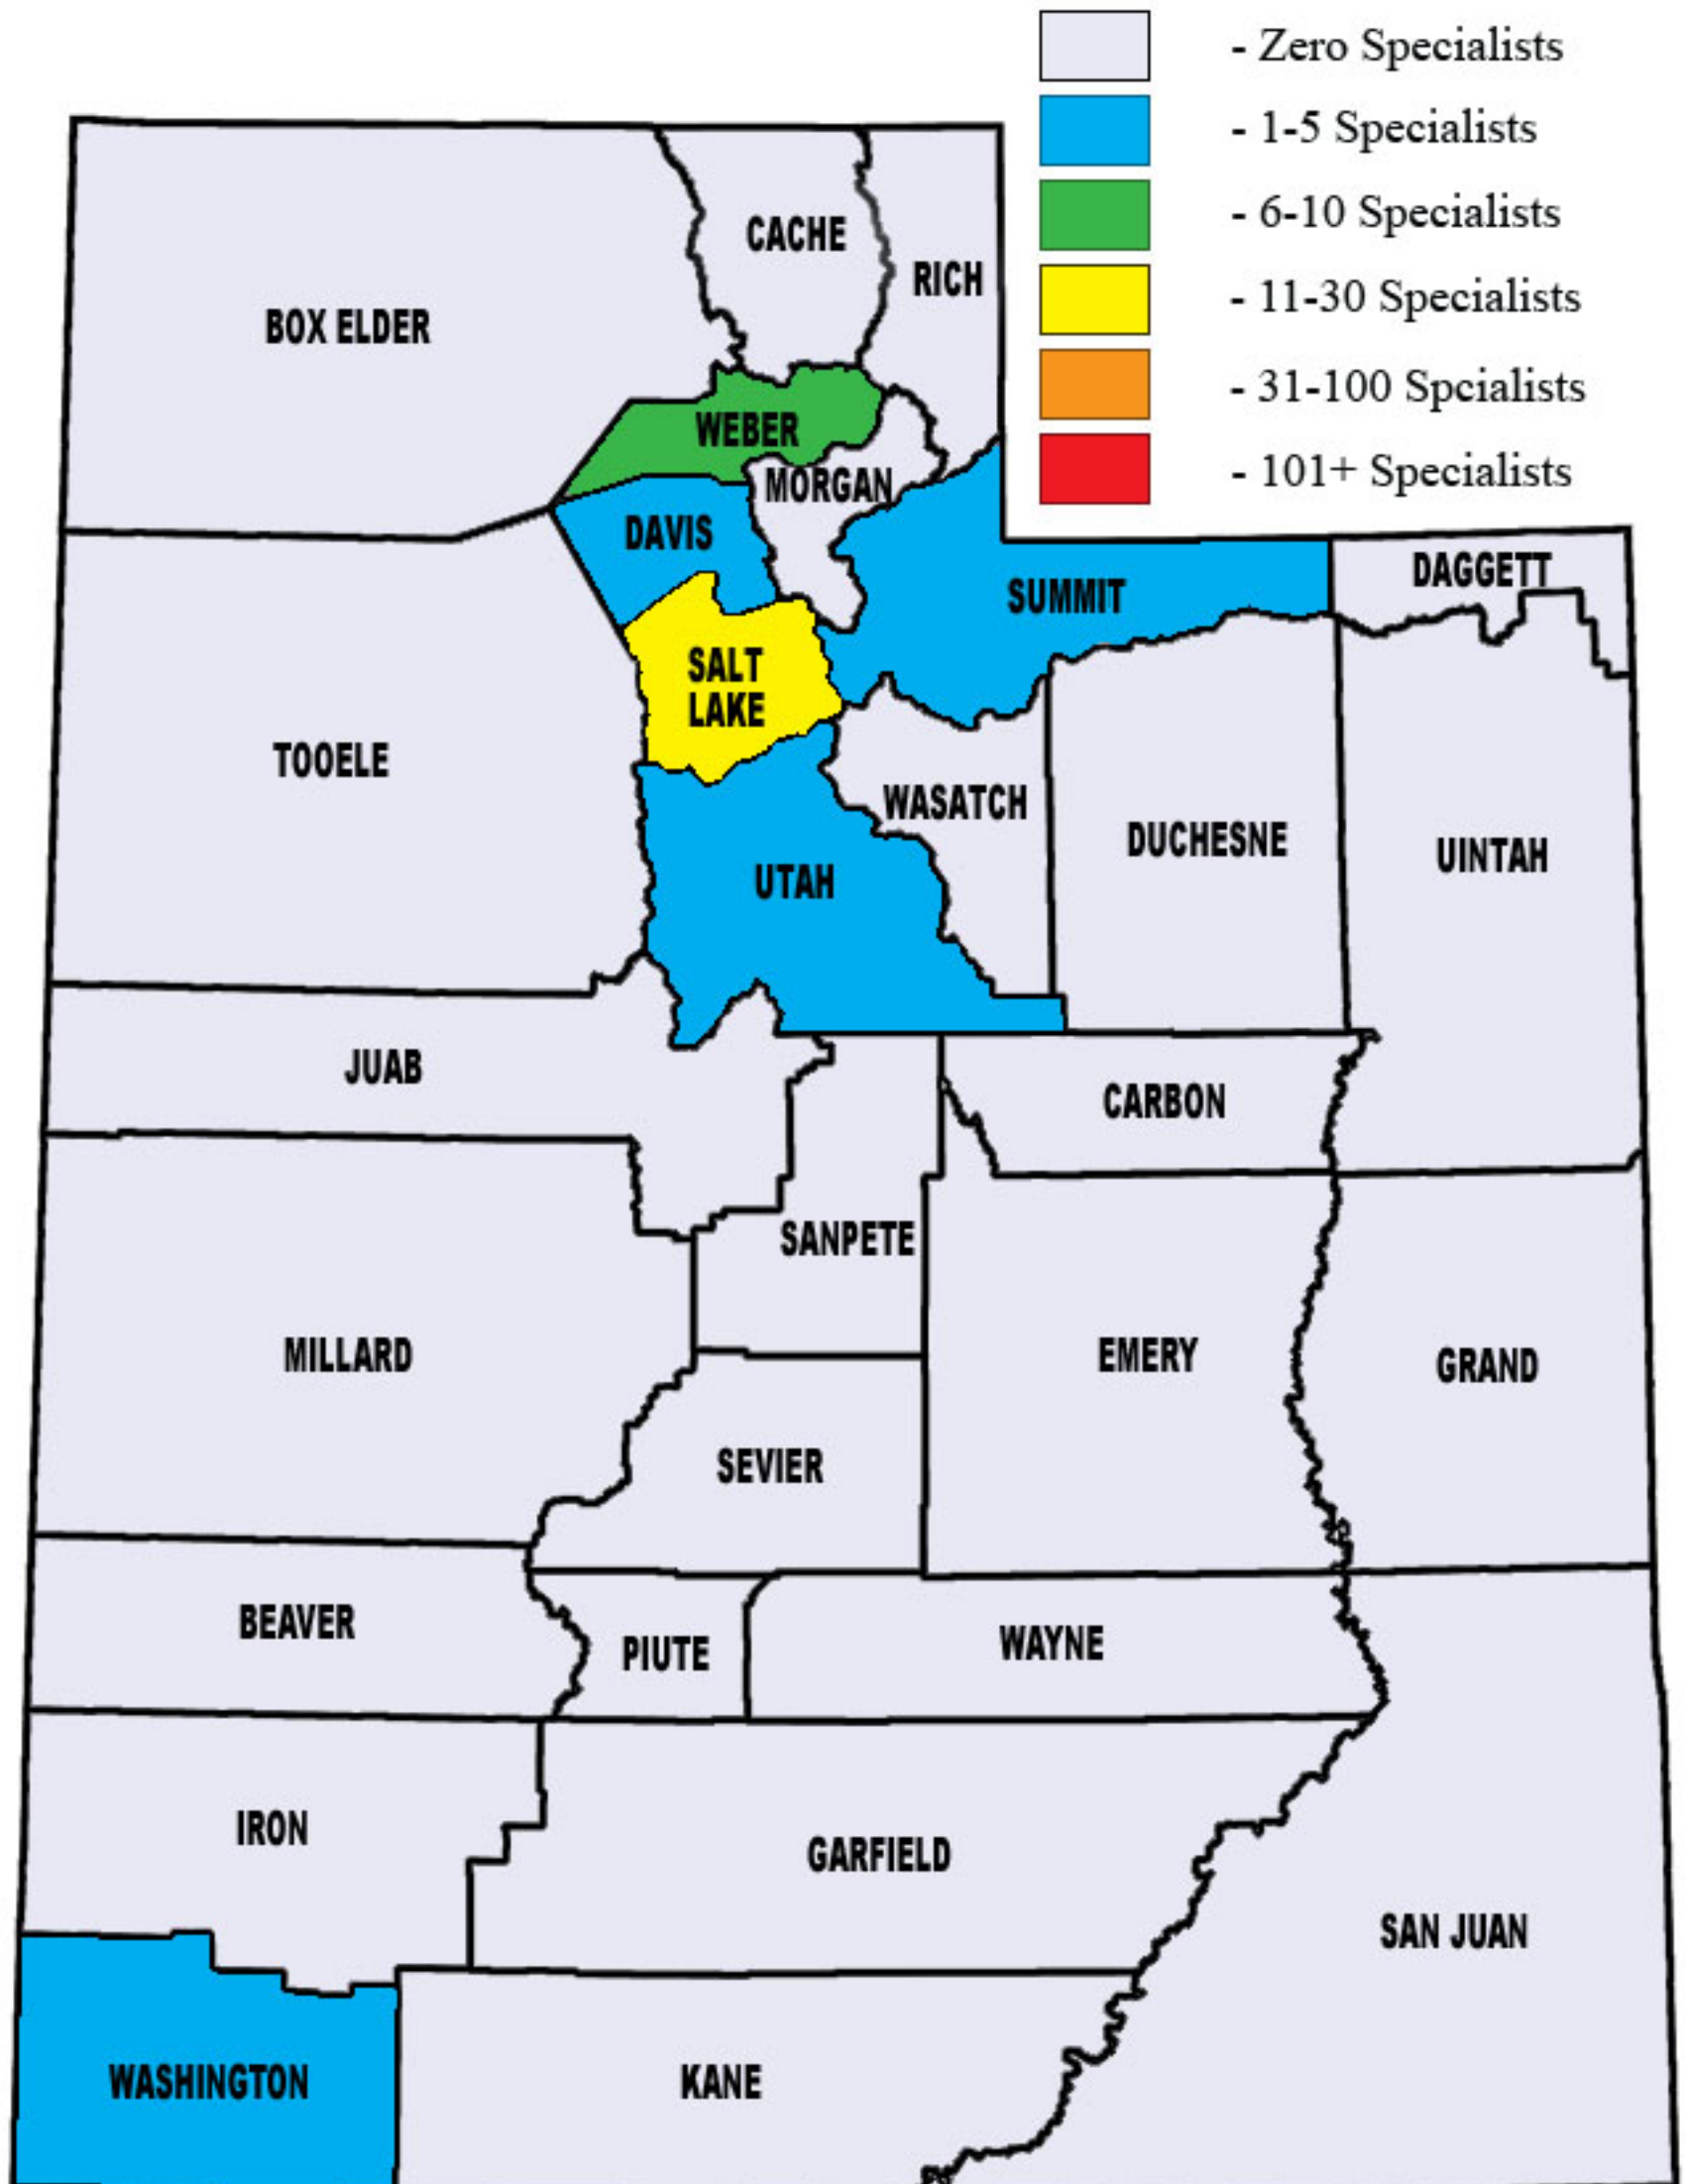 - Zero Specialists
- 1-5 Specialists
- 6-10 Specialists
- 11-30 Specialists
- 31-100 Spcialists
- 101+ Specialists
CACHE
RICH
BOX ELDER
WEBER
MORGAN
DAVIS
SUMMIT
DAGGETT
SALT
LAKE
TOOELE
WASATCH
DUCHESNE
UINTAH
UTAH
JUAB
CARBON
SANPETE
MILLARD
EMERY
GRAND
SEVIER
BEAVER
PIUTE
WAYNE
IRON
GARFIELD
SAN JUAN
WASHINGTON
KANE